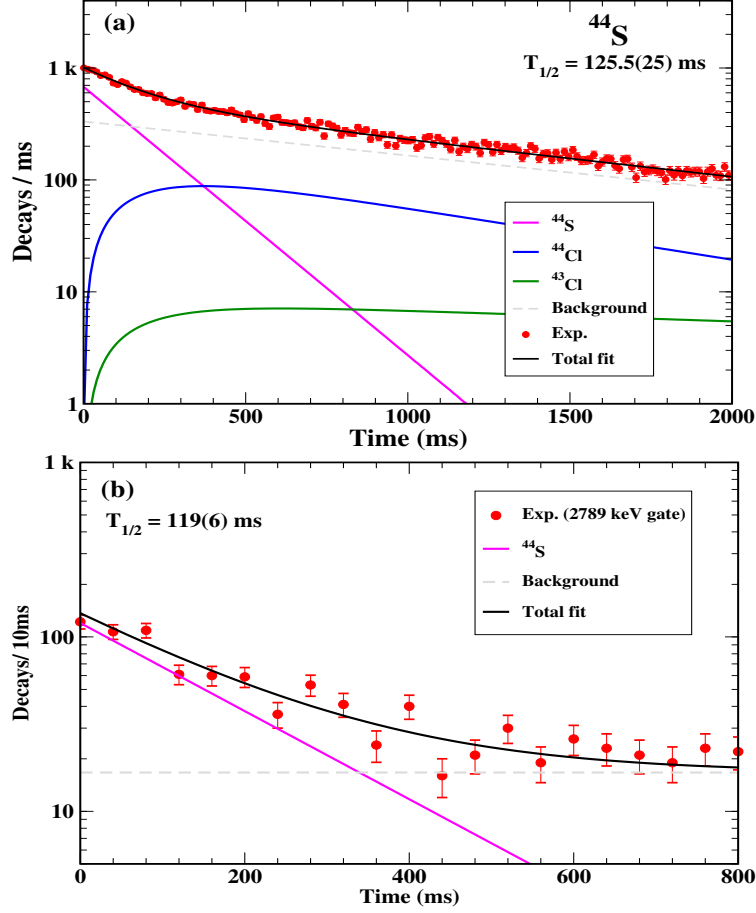 (a)
⁴⁴S
T₁/₂ = 125.5(25) ms
1 k
100
10
1
Decays / ms
⁴⁴S
⁴⁴Cl
⁴³Cl
Background
Exp.
Total fit
0 500 1000 1500 2000
Time (ms)
(b)
T₁/₂ = 119(6) ms
1 k
100
10
Decays/ 10ms
Exp. (2789 keV gate)
⁴⁴S
Background
Total fit
0 200 400 600 800
Time (ms)